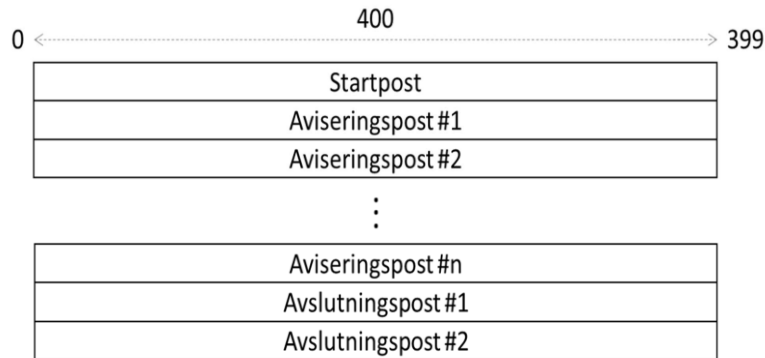 400
0 399
Startpost
Aviseringspost #1
Aviseringspost #2
⋮
Aviseringspost #n
Avslutningspost #1
Avslutningspost #2